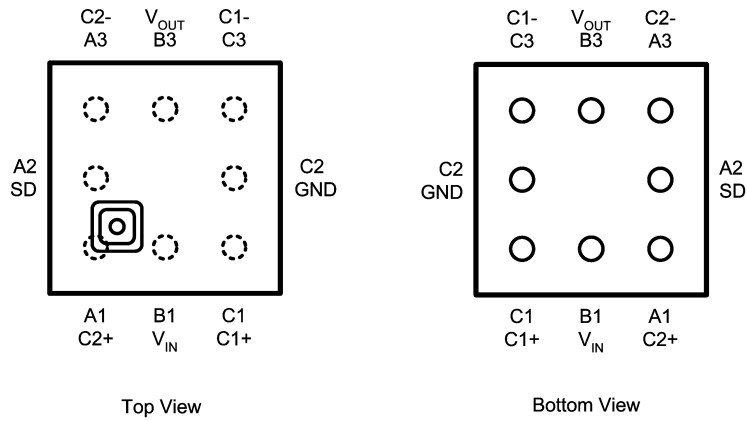 C2- VOUT C1-
A3 B3 C3
A2
SD
C2
GND
A1 B1 C1
C2+ VIN C1+
Top View
C1- VOUT C2-
C3 B3 A3
C2
GND
A2
SD
C1 B1 A1
C1+ VIN C2+
Bottom View